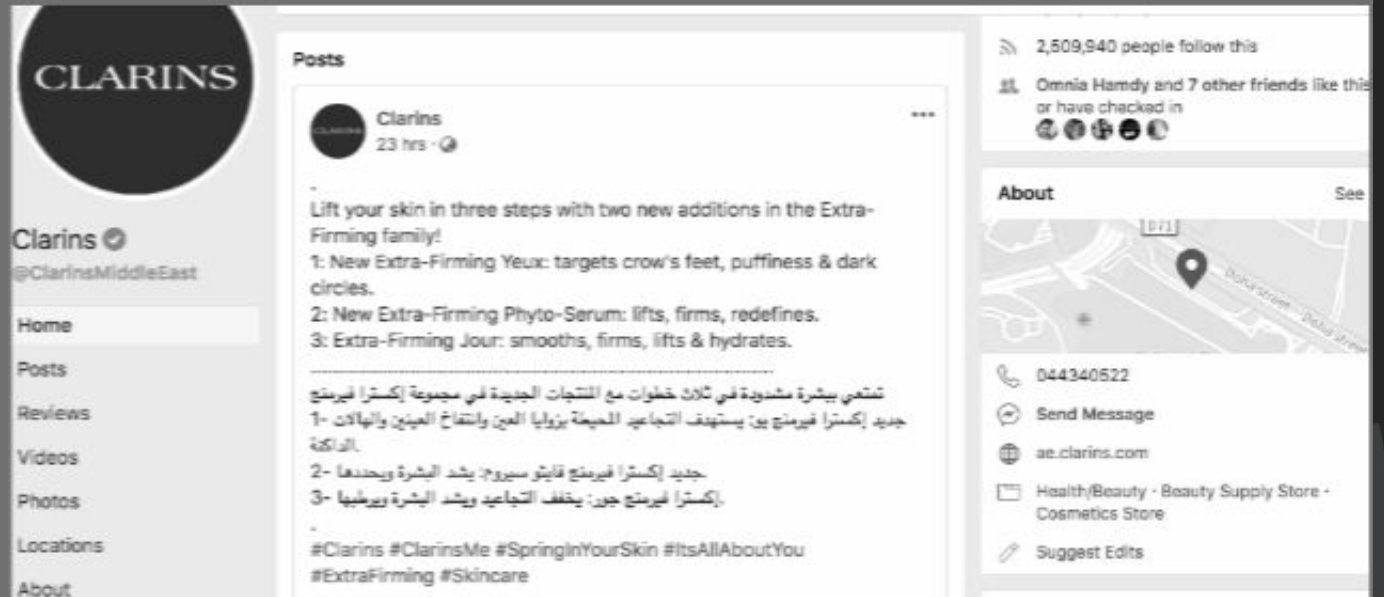 CLARINS
Clarins
@ClarinsMiddleEast
Home
Posts
Reviews
Videos
Photos
Locations
About
Posts
CLARINS
Clarins
23 hrs ·
.
Lift your skin in three steps with two new additions in the Extra-
Firming family!
1: New Extra-Firming Yeux: targets crow's feet, puffiness & dark
circles.
2: New Extra-Firming Phyto-Serum: lifts, firms, redefines.
3: Extra-Firming Jour: smooths, firms, lifts & hydrates.
تمتعي ببشرة مشدودة في ثلاث خطوات مع المنتجات الجديدة في مجموعة إكسترا فيرمنج
1- جديد إكسترا فيرمنج يو: يستهدف التجاعيد المحيطة بزوايا العين وانتفاخ العينين والهالات
الداكنة.
2- جديد إكسترا فيرمنج فايتو سيروم: يشد البشرة ويحددها.
3- إكسترا فيرمنج جور: يخفف التجاعيد ويشد البشرة ويرطبها.
.
#Clarins #ClarinsMe #SpringInYourSkin #ItsAllAboutYou
#ExtraFirming #Skincare
2,509,940 people follow this
Omnia Hamdy and 7 other friends like this
or have checked in
About
See
D71
Doha Street
Doha Street
044340522
Send Message
ae.clarins.com
Health/Beauty · Beauty Supply Store ·
Cosmetics Store
Suggest Edits